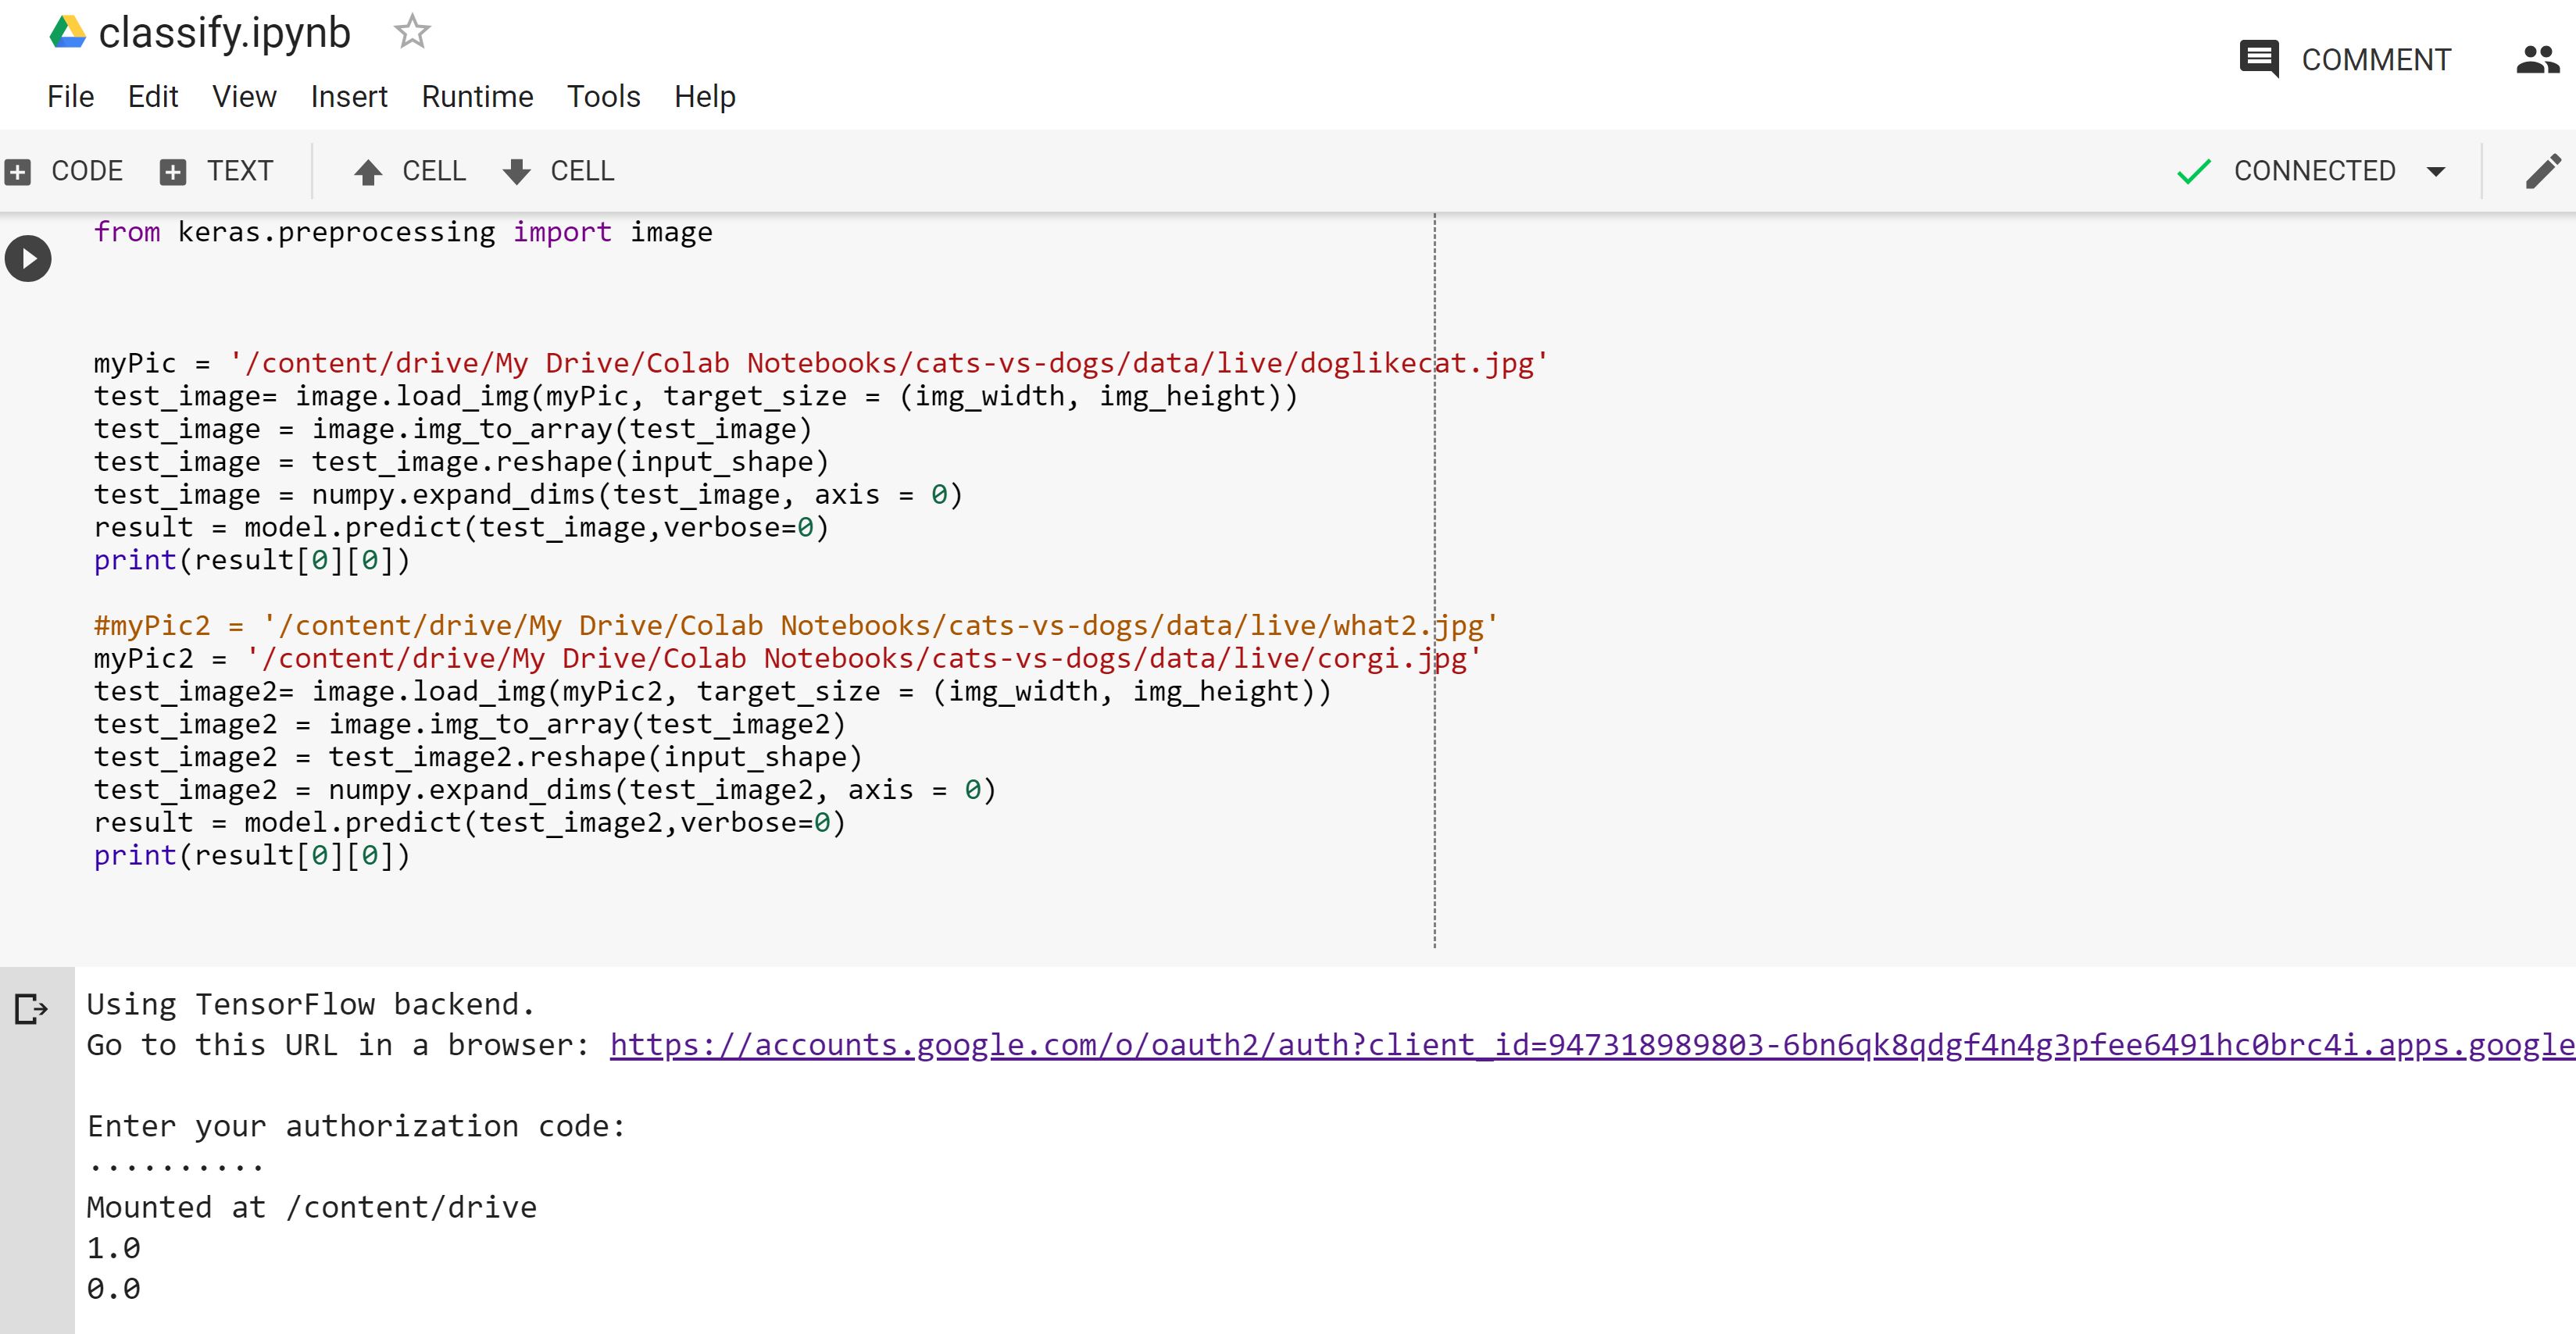 classify.ipynb
COMMENT
File Edit View Insert Runtime Tools Help
CODE TEXT CELL CELL CONNECTED
from keras.preprocessing import image
myPic = '/content/drive/My Drive/Colab Notebooks/cats-vs-dogs/data/live/doglikecat.jpg'
test_image= image.load_img(myPic, target_size = (img_width, img_height))
test_image = image.img_to_array(test_image)
test_image = test_image.reshape(input_shape)
test_image = numpy.expand_dims(test_image, axis = 0)
result = model.predict(test_image,verbose=0)
print(result[0][0])
#myPic2 = '/content/drive/My Drive/Colab Notebooks/cats-vs-dogs/data/live/what2.jpg'
myPic2 = '/content/drive/My Drive/Colab Notebooks/cats-vs-dogs/data/live/corgi.jpg'
test_image2= image.load_img(myPic2, target_size = (img_width, img_height))
test_image2 = image.img_to_array(test_image2)
test_image2 = test_image2.reshape(input_shape)
test_image2 = numpy.expand_dims(test_image2, axis = 0)
result = model.predict(test_image2,verbose=0)
print(result[0][0])
Using TensorFlow backend.
Go to this URL in a browser: https://accounts.google.com/o/oauth2/auth?client_id=947318989803-6bn6qk8qdgf4n4g3pfee6491hc0brc4i.apps.google
Enter your authorization code:
··········
Mounted at /content/drive
1.0
0.0